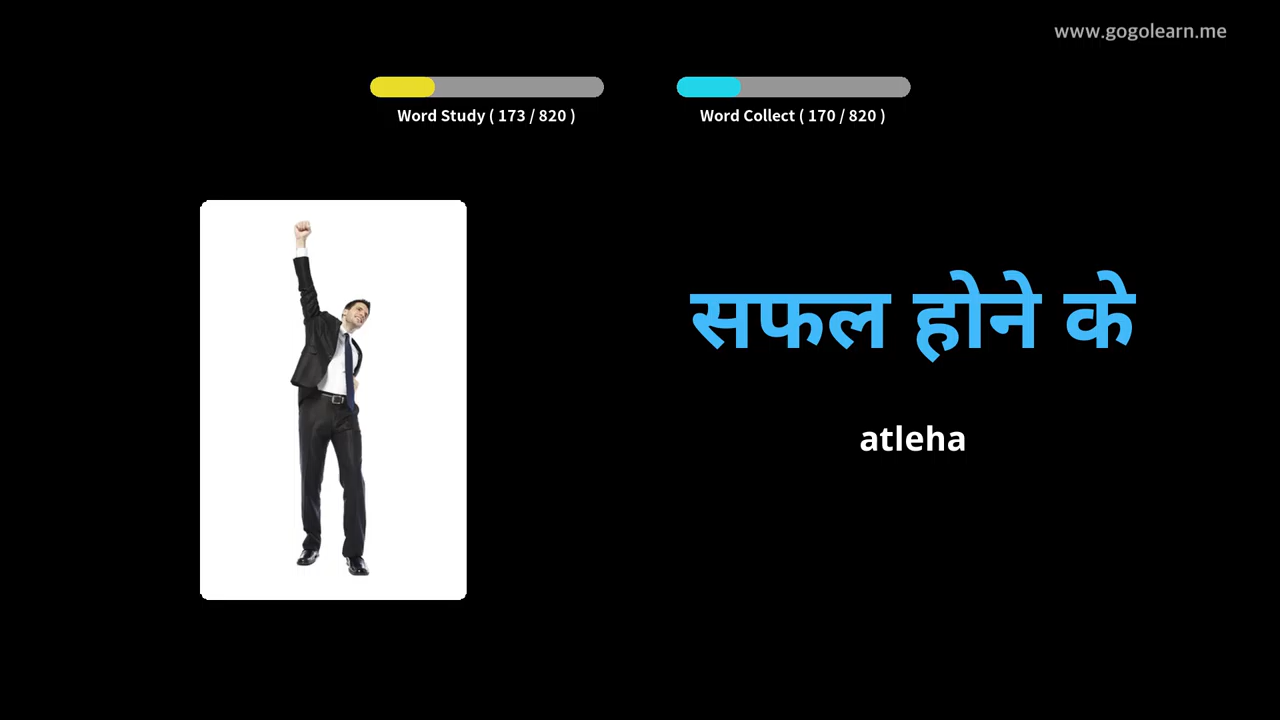 www.gogolearn.me
Word Study ( 173 / 820 )
Word Collect ( 170 / 820 )
सफल होने के
atleha